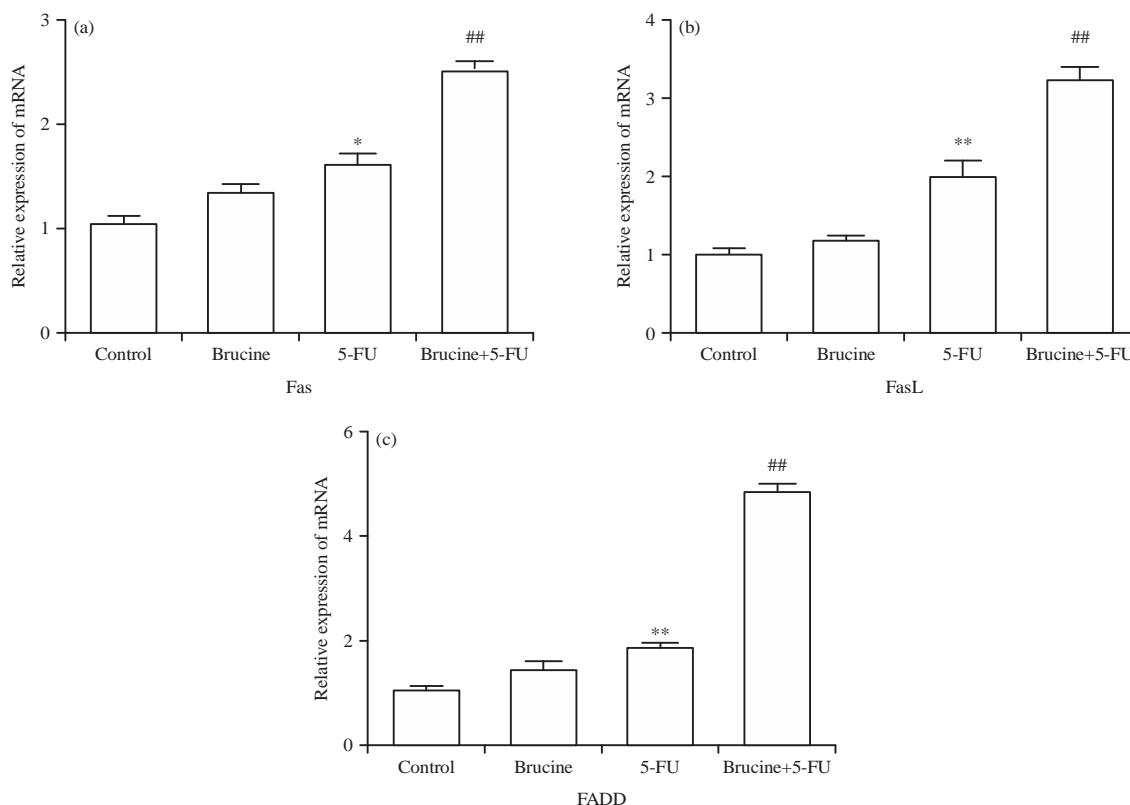 (a)
##
*
3
2
1
0
Relative expression of mRNA
Control Brucine 5-FU Brucine+5-FU
Fas
(b)
##
**
4
3
2
1
0
Relative expression of mRNA
Control Brucine 5-FU Brucine+5-FU
FasL
(c)
##
**
6
4
2
0
Relative expression of mRNA
Control Brucine 5-FU Brucine+5-FU
FADD